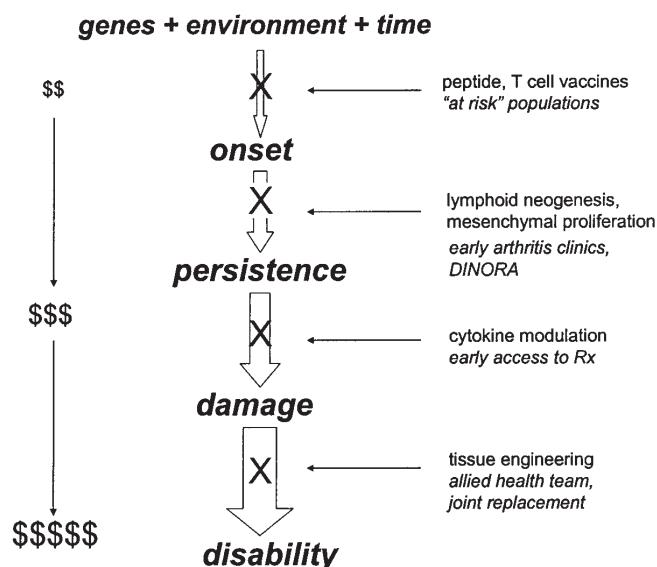 genes + environment + time
$$
X
peptide, T cell vaccines
"at risk" populations
onset
X
lymphoid neogenesis,
mesenchymal proliferation
early arthritis clinics,
DINORA
persistence
$$$
X
cytokine modulation
early access to Rx
damage
X
tissue engineering
allied health team,
joint replacement
$$$$$
disability